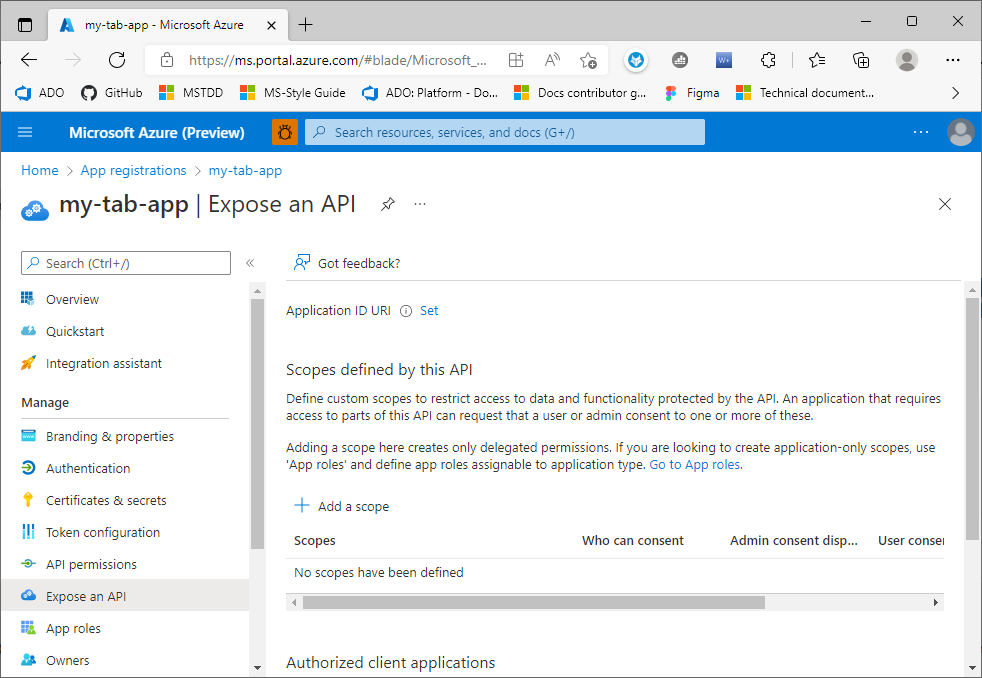 my-tab-app - Microsoft Azure
https://ms.portal.azure.com/#blade/Microsoft_...
ADO GitHub MSTDD MS-Style Guide ADO: Platform - Do... Docs contributor g... Figma Technical document...
Microsoft Azure (Preview) Search resources, services, and docs (G+/)
Home > App registrations > my-tab-app
my-tab-app | Expose an API
Search (Ctrl+/)
Overview
Quickstart
Integration assistant
Manage
Branding & properties
Authentication
Certificates & secrets
Token configuration
API permissions
Expose an API
App roles
Owners
Got feedback?
Application ID URI Set
Scopes defined by this API
Define custom scopes to restrict access to data and functionality protected by the API. An application that requires
access to parts of this API can request that a user or admin consent to one or more of these.
Adding a scope here creates only delegated permissions. If you are looking to create application-only scopes, use
'App roles' and define app roles assignable to application type. Go to App roles.
Add a scope
Scopes Who can consent Admin consent disp... User conser
No scopes have been defined
Authorized client applications